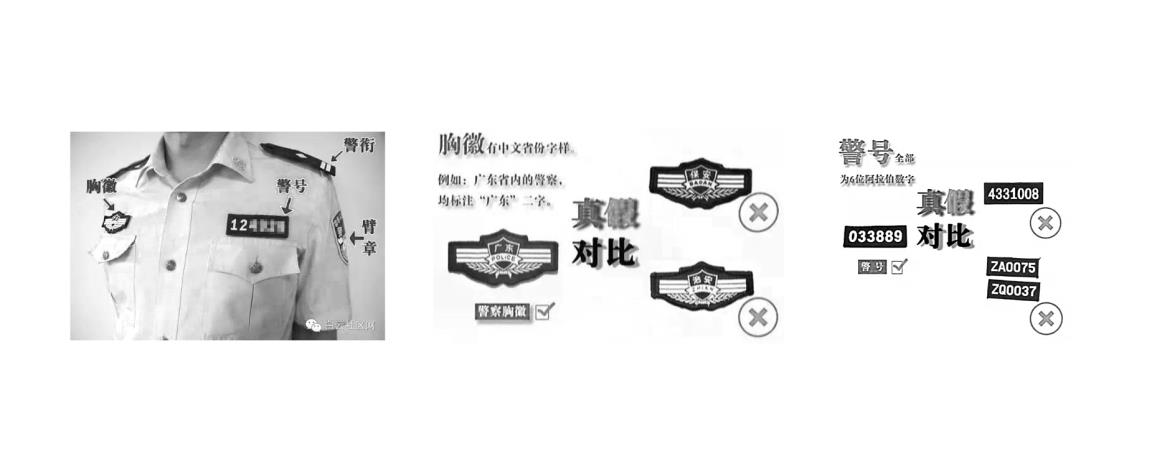 警衔
胸徽
警号
12
臂章
白云社区网
胸徽有中文省份字样。
例如：广东省内的警察，
均标注“广东”二字。
真假
对比
广东
POLICE
警察胸徽
保安
BAOAN
治安
ZHIAN
警号全部
为6位阿拉伯数字
真假
对比
033889
警号
4331008
ZA0075
ZQ0037